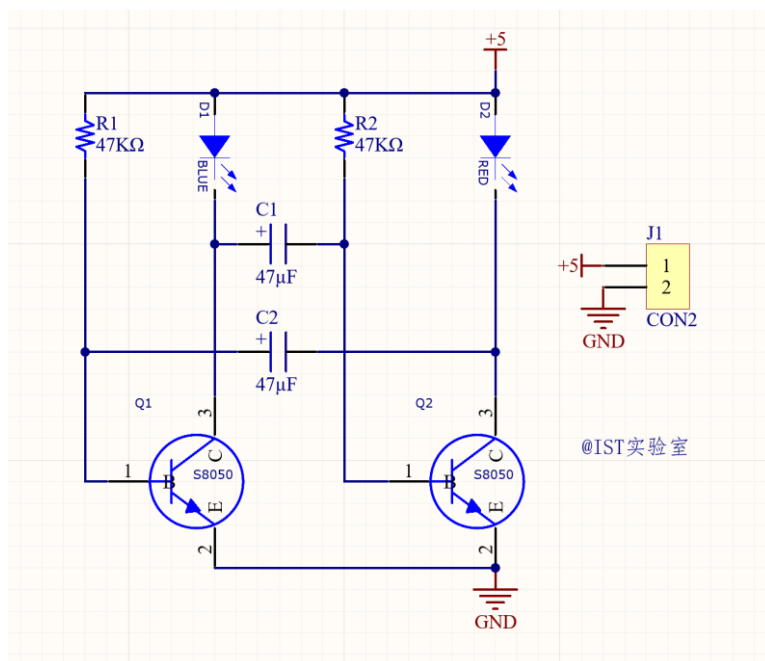 +5
D1
D2
R1
47KΩ
R2
47KΩ
BLUE
RED
C1
+
47μF
J1
+5
1
2
CON2
GND
C2
+
47μF
Q1
Q2
3
3
@IST实验室
C
C
S8050
S8050
1
B
1
B
E
E
2
2
GND